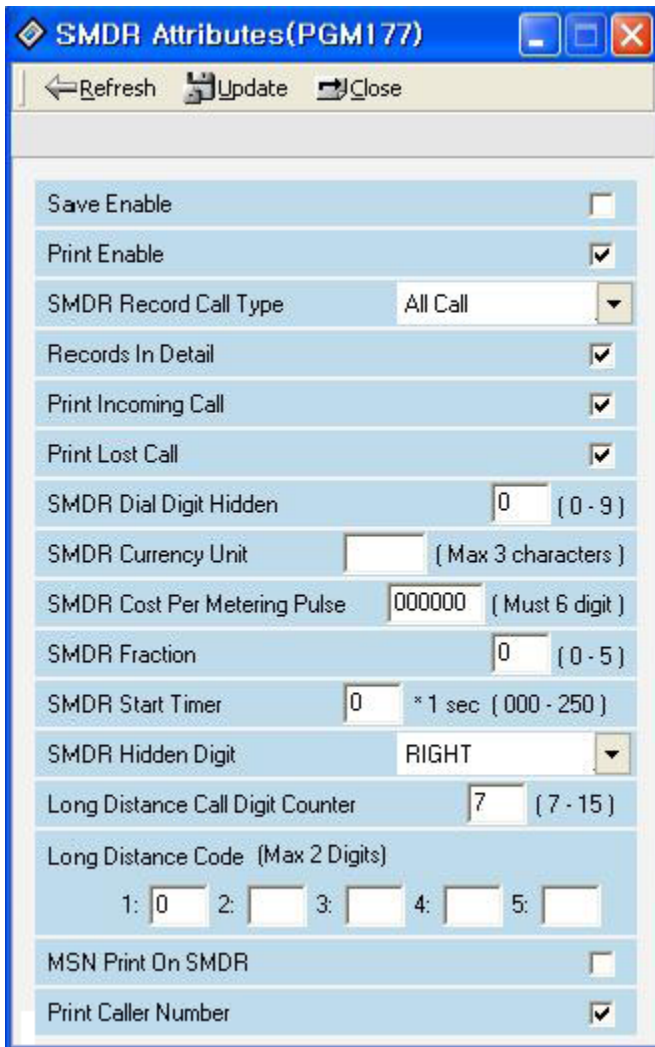 SMDR Attributes(PGM177)
Refresh Update Close
Save Enable
Print Enable
SMDR Record Call Type All Call
Records In Detail
Print Incoming Call
Print Lost Call
SMDR Dial Digit Hidden 0 ( 0 - 9 )
SMDR Currency Unit ( Max 3 characters )
SMDR Cost Per Metering Pulse 000000 ( Must 6 digit )
SMDR Fraction 0 ( 0 - 5 )
SMDR Start Timer 0 * 1 sec ( 000 - 250 )
SMDR Hidden Digit RIGHT
Long Distance Call Digit Counter 7 ( 7 - 15 )
Long Distance Code (Max 2 Digits)
1: 0 2: 3: 4: 5:
MSN Print On SMDR
Print Caller Number